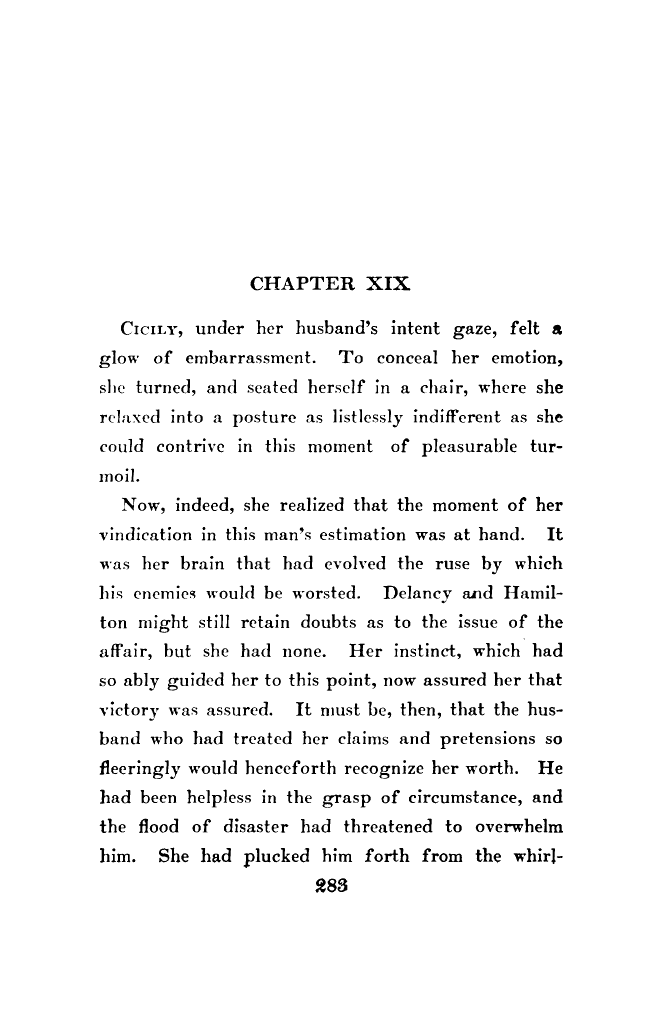 CHAPTER XIX
CICILY, under her husband's intent gaze, felt a
glow of embarrassment. To conceal her emotion,
she turned, and seated herself in a chair, where she
relaxed into a posture as listlessly indifferent as she
could contrive in this moment of pleasurable tur-
moil.
Now, indeed, she realized that the moment of her
vindication in this man's estimation was at hand. It
was her brain that had evolved the ruse by which
his enemies would be worsted. Delancy and Hamil-
ton might still retain doubts as to the issue of the
affair, but she had none. Her instinct, which had
so ably guided her to this point, now assured her that
victory was assured. It must be, then, that the hus-
band who had treated her claims and pretensions so
fleeringly would henceforth recognize her worth. He
had been helpless in the grasp of circumstance, and
the flood of disaster had threatened to overwhelm
him. She had plucked him forth from the whirl-
283